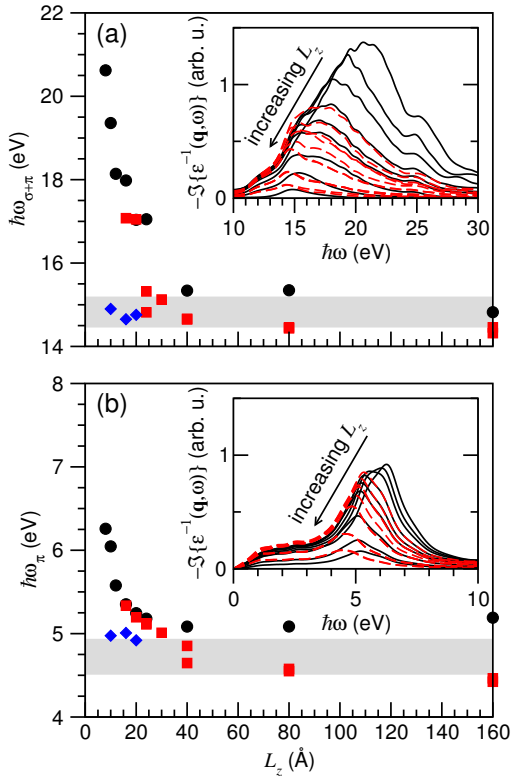 (a)
ħω_{σ+π} (eV)
22
20
18
16
14
−ℑ{ε⁻¹(q,ω)} (arb. u.)
1
0
increasing L_z
10 15 20 25 30
ħω (eV)
(b)
ħω_π (eV)
8
7
6
5
4
−ℑ{ε⁻¹(q,ω)} (arb. u.)
1
0
increasing L_z
0 5 10
ħω (eV)
0 20 40 60 80 100 120 140 160
L_z (Å)